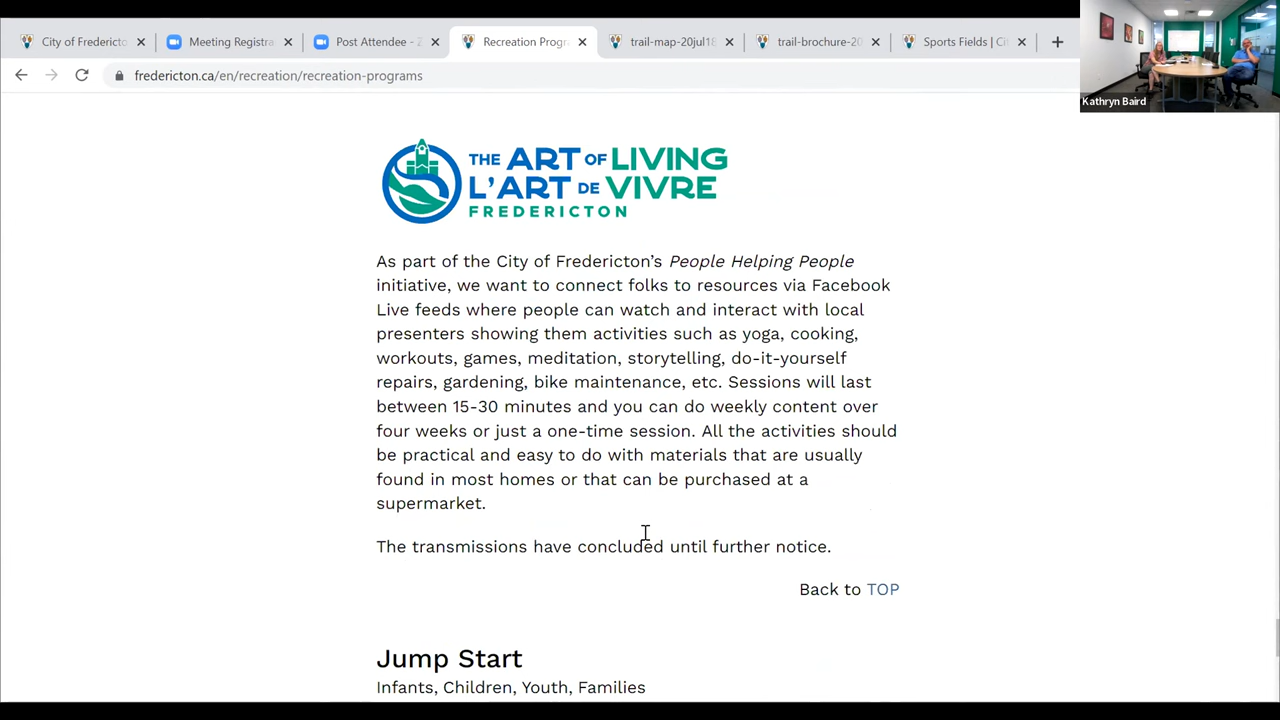 City of Fredericto
Meeting Registra
Post Attendee - Z
Recreation Progr
trail-map-20jul18
trail-brochure-20
Sports Fields | Ci
fredericton.ca/en/recreation/recreation-programs
Kathryn Baird
THE ART OF LIVING
L'ART DE VIVRE
FREDERICTON
As part of the City of Fredericton's People Helping People
initiative, we want to connect folks to resources via Facebook
Live feeds where people can watch and interact with local
presenters showing them activities such as yoga, cooking,
workouts, games, meditation, storytelling, do-it-yourself
repairs, gardening, bike maintenance, etc. Sessions will last
between 15-30 minutes and you can do weekly content over
four weeks or just a one-time session. All the activities should
be practical and easy to do with materials that are usually
found in most homes or that can be purchased at a
supermarket.
The transmissions have concluded until further notice.
Back to TOP
Jump Start
Infants, Children, Youth, Families